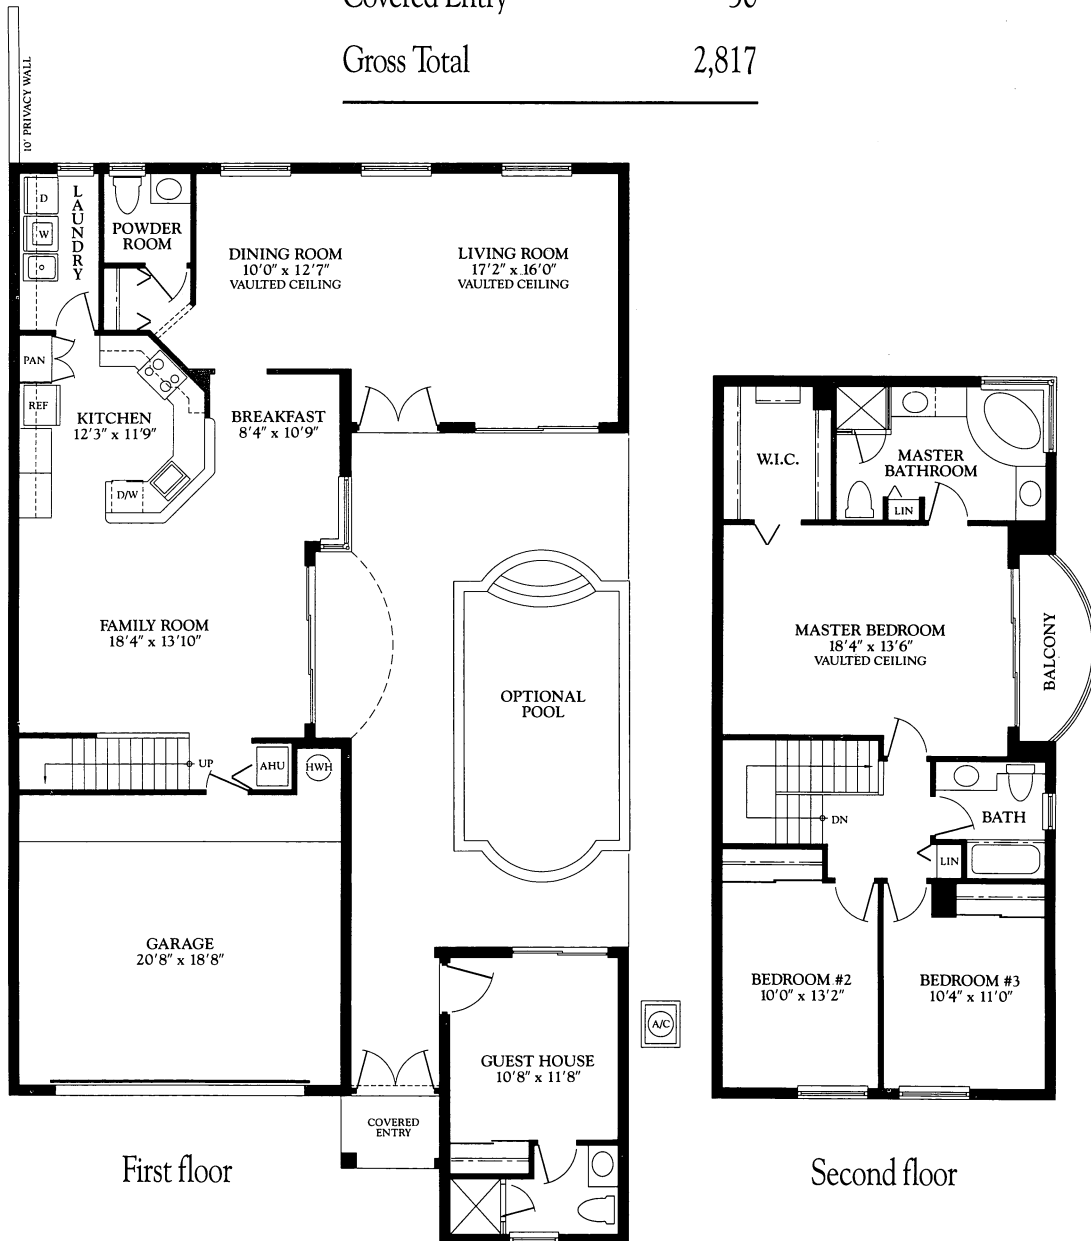 Covered Entry 50
Gross Total 2,817
10' PRIVACY WALL
D
W
LAUNDRY
POWDER
ROOM
DINING ROOM
10'0" x 12'7"
VAULTED CEILING
LIVING ROOM
17'2" x 16'0"
VAULTED CEILING
PAN
REF
KITCHEN
12'3" x 11'9"
BREAKFAST
8'4" x 10'9"
D/W
FAMILY ROOM
18'4" x 13'10"
OPTIONAL
POOL
UP
AHU
HWH
GARAGE
20'8" x 18'8"
GUEST HOUSE
10'8" x 11'8"
A/C
COVERED
ENTRY
First floor
W.I.C.
MASTER
BATHROOM
LIN
MASTER BEDROOM
18'4" x 13'6"
VAULTED CEILING
BALCONY
DN
BATH
LIN
BEDROOM #2
10'0" x 13'2"
BEDROOM #3
10'4" x 11'0"
Second floor